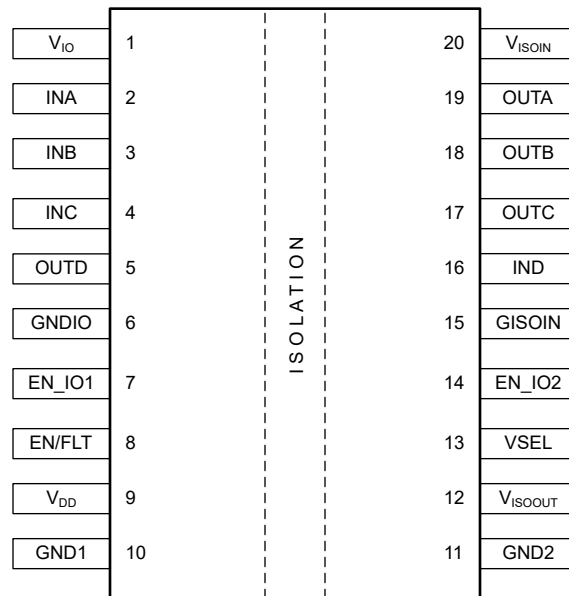 V_IO 1 20 V_ISOIN
INA 2 19 OUTA
INB 3 18 OUTB
INC 4 17 OUTC
OUTD 5 16 IND
GNDIO 6 15 GISOIN
ISOLATION
EN_IO1 7 14 EN_IO2
EN/FLT 8 13 VSEL
V_DD 9 12 V_ISOOUT
GND1 10 11 GND2